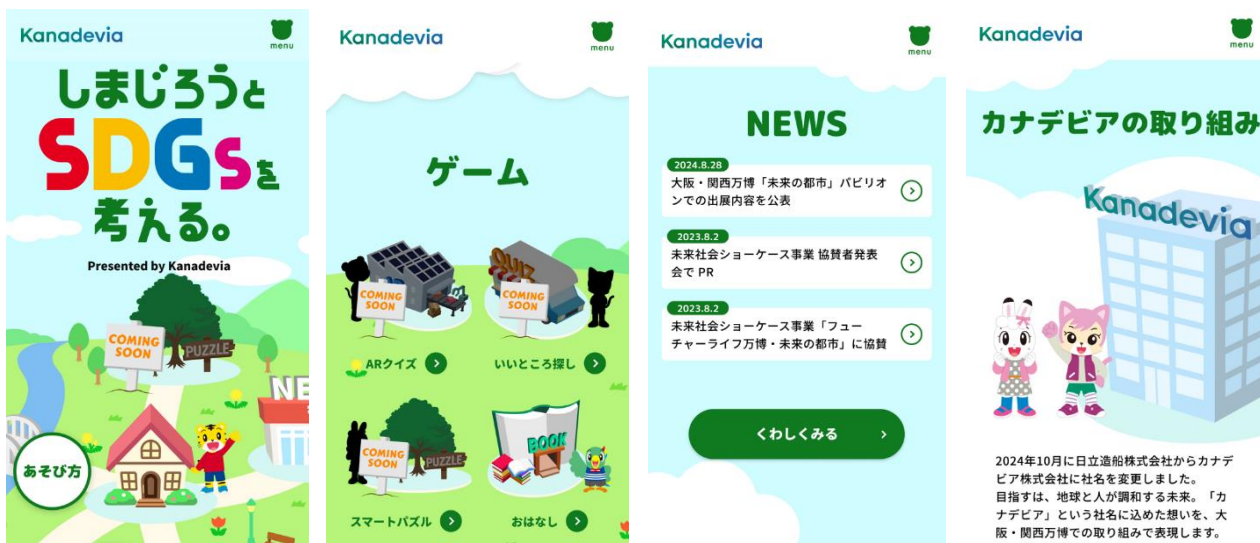 Kanadevia
menu
しまじろうと
SDGsを
考える。
Presented by Kanadevia
COMING
SOON
PUZZLE
NE
あそび方
Kanadevia
menu
ゲーム
QUIZ
COMING
SOON
COMING
SOON
ARクイズ
いいところ探し
COMING
SOON
PUZZLE
BOOK
スマートパズル
おはなし
Kanadevia
menu
NEWS
2024.8.28
大阪・関西万博「未来の都市」パビリオ
ンでの出展内容を公表
2023.8.2
未来社会ショーケース事業 協賛者発表
会で PR
2023.8.2
未来社会ショーケース事業「フュー
チャーライフ万博・未来の都市」に協賛
くわしくみる
Kanadevia
menu
カナデビアの取り組み
Kanadevia
2024年10月に日立造船株式会社からカナデ
ビア株式会社に社名を変更しました。
目指すは、地球と人が調和する未来。「カ
ナデビア」という社名に込めた想いを、大
阪・関西万博での取り組みで表現します。